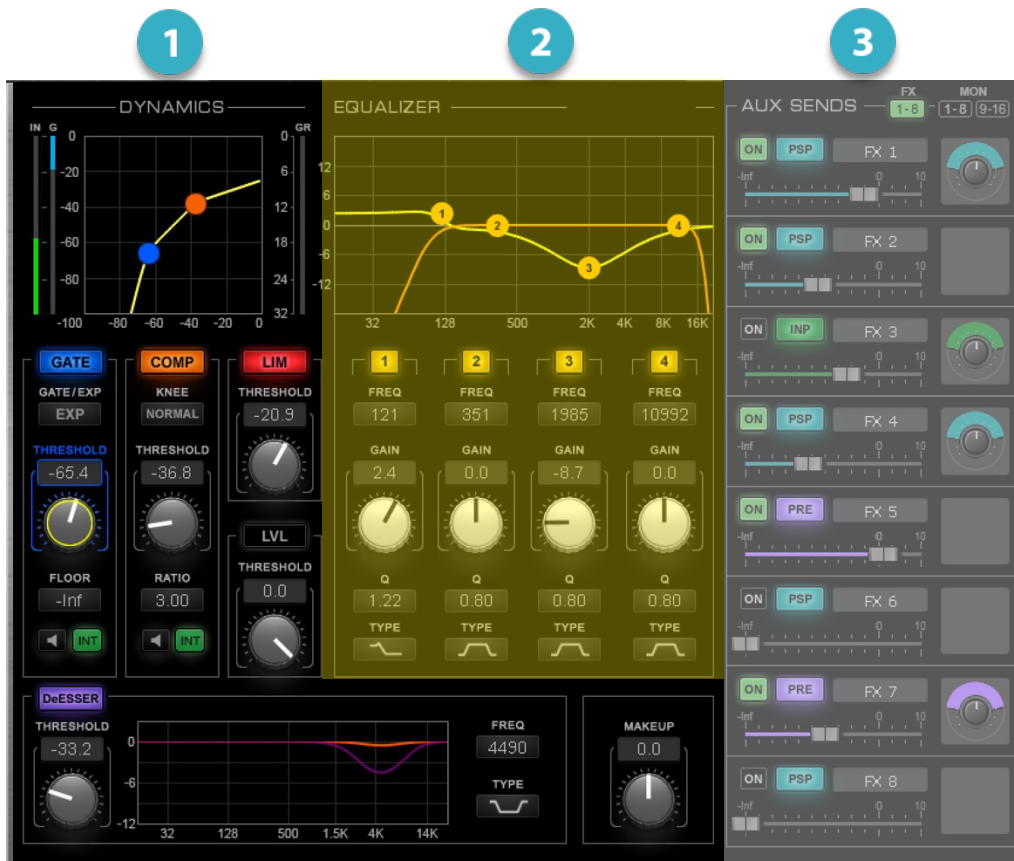 1
2
3
DYNAMICS
IN G 0 0 GR
-20 6
-40 12
-60 18
-80 24
32
-100 -80 -60 -40 -20 0
GATE COMP LIM
GATE/EXP KNEE THRESHOLD
EXP NORMAL -20.9
THRESHOLD THRESHOLD
-65.4 -36.8
LVL
THRESHOLD
FLOOR RATIO 0.0
-Inf 3.00
INT INT
EQUALIZER
12
6
0
-6
-12
1 2 3 4
32 128 500 2K 4K 8K 16K
1 2 3 4
FREQ FREQ FREQ FREQ
121 351 1985 10992
GAIN GAIN GAIN GAIN
2.4 0.0 -8.7 0.0
Q Q Q Q
1.22 0.80 0.80 0.80
TYPE TYPE TYPE TYPE
DeESSER
THRESHOLD
-33.2
0
-6
-12
32 128 500 1.5K 4K 14K
FREQ
4490
TYPE
MAKEUP
0.0
FX MON
AUX SENDS 1-8 1-8 9-16
ON PSP FX 1
-Inf 0 10
ON PSP FX 2
-Inf 0 10
ON INP FX 3
-Inf 0 10
ON PSP FX 4
-Inf 0 10
ON PRE FX 5
-Inf 0 10
ON PSP FX 6
-Inf 0 10
ON PRE FX 7
-Inf 0 10
ON PSP FX 8
-Inf 0 10